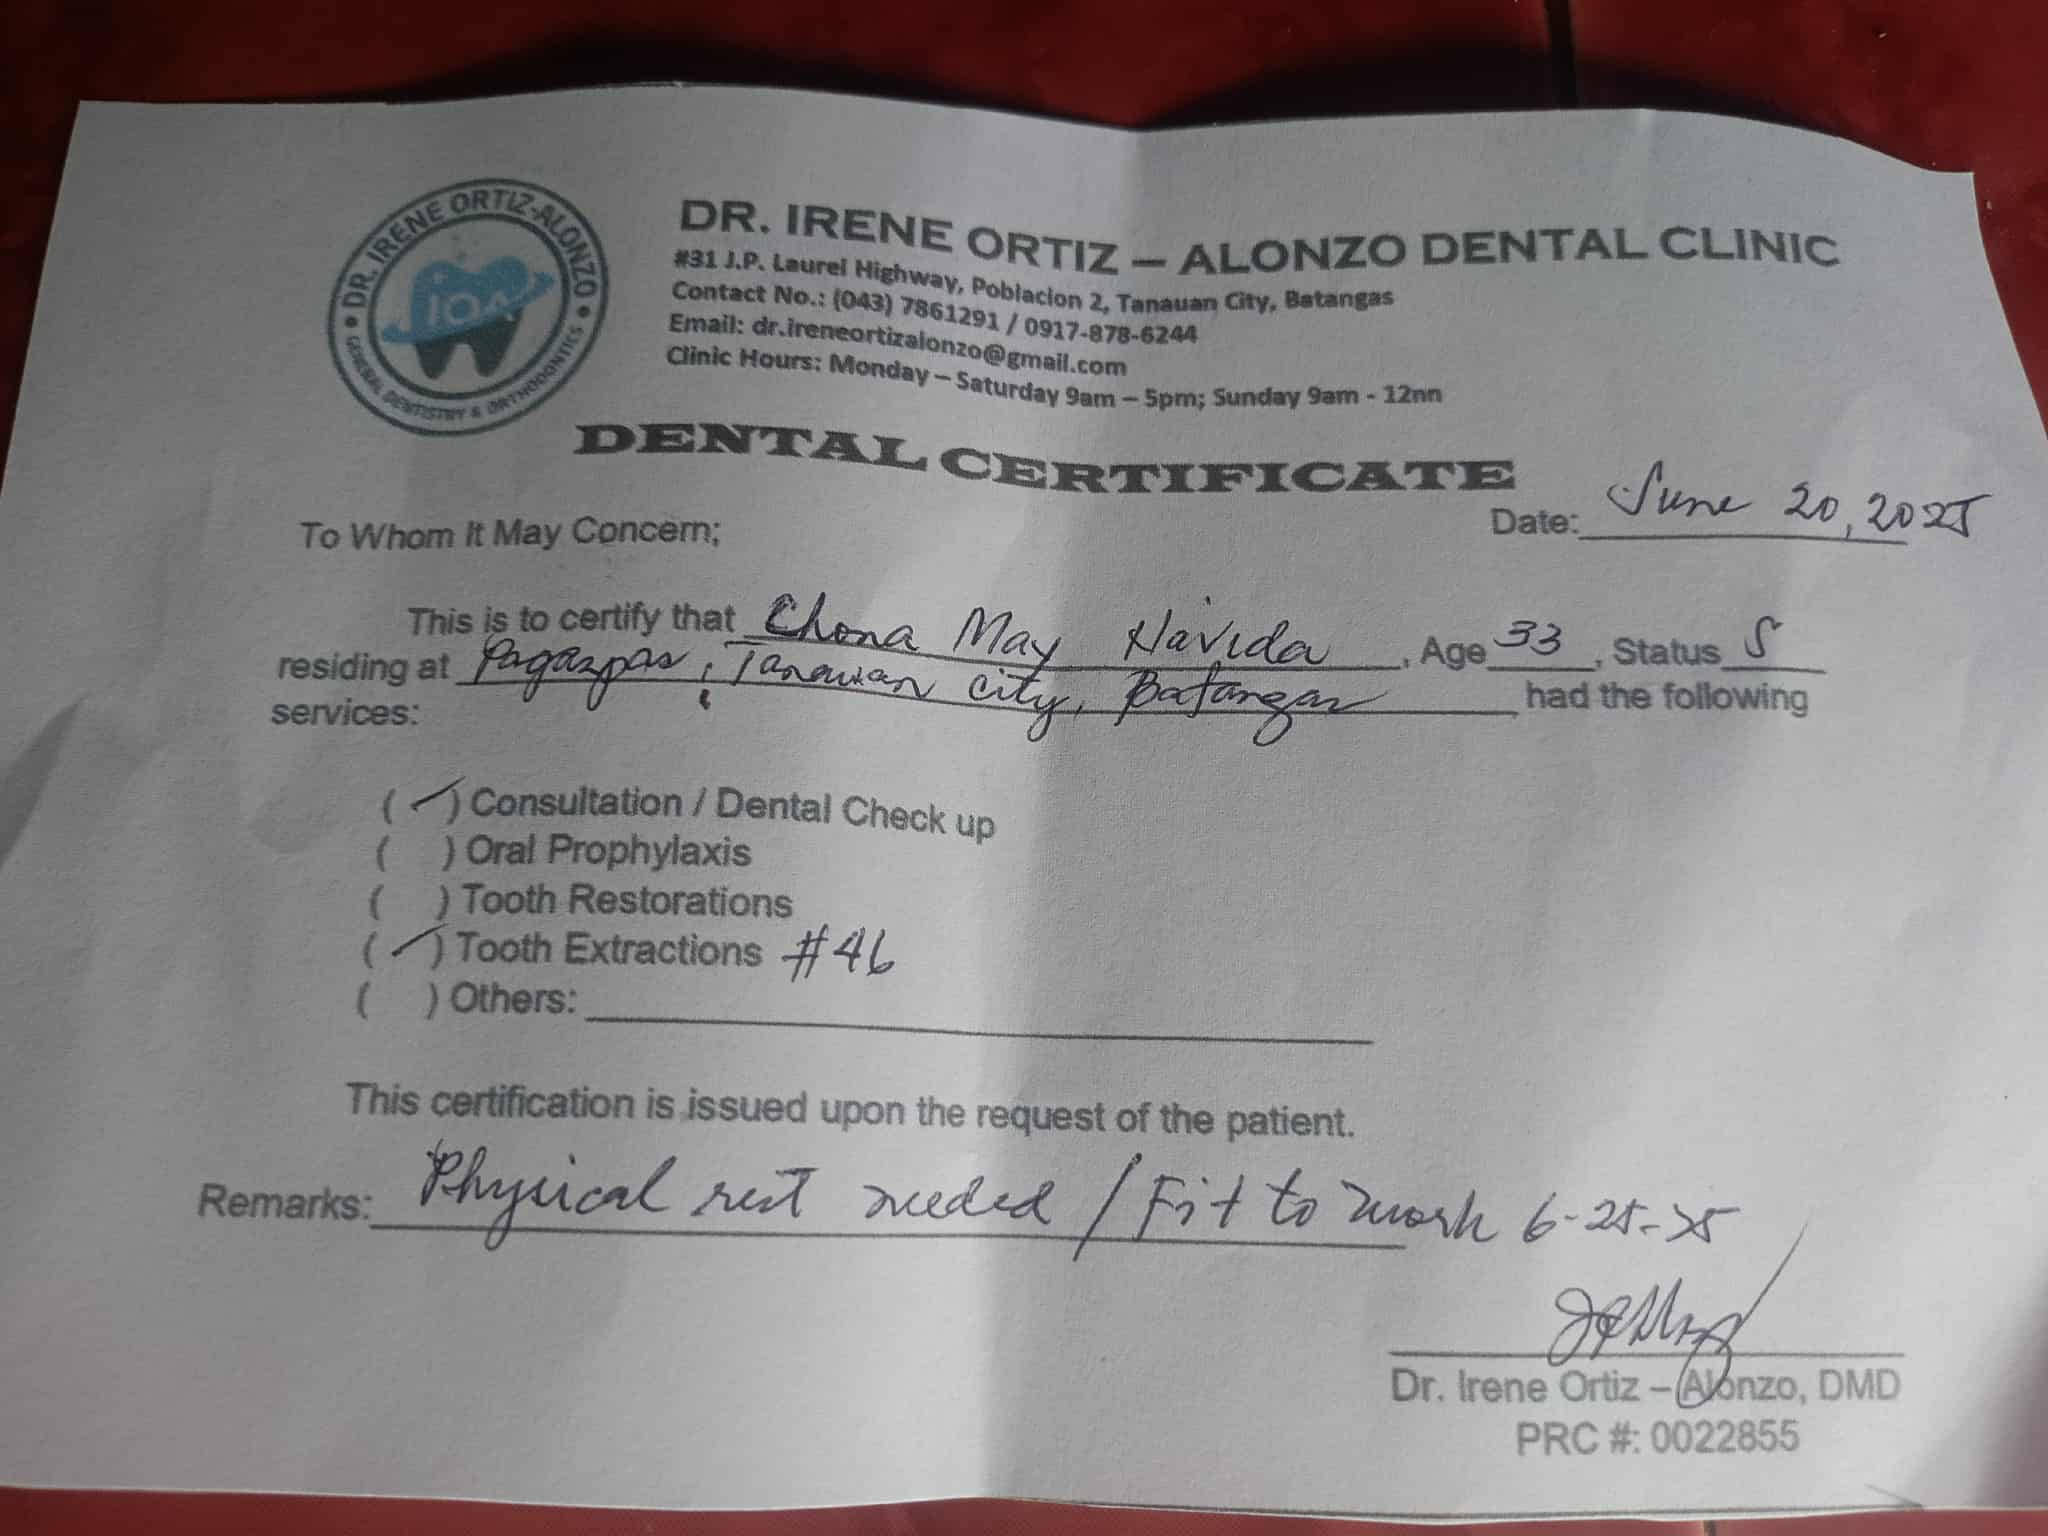 DR. IRENE ORTIZ-ALONZO
IOA
GENERAL DENTISTRY & ORTHODONTICS
DR. IRENE ORTIZ – ALONZO DENTAL CLINIC
#31 J.P. Laurel Highway, Poblacion 2, Tanauan City, Batangas
Contact No.: (043) 7861291 / 0917-878-6244
Email: dr.ireneortizalonzo@gmail.com
Clinic Hours: Monday – Saturday 9am – 5pm; Sunday 9am - 12nn
DENTAL CERTIFICATE
Date: June 20, 2025
To Whom It May Concern;
This is to certify that Chona May Navida, Age 33, Status S
residing at Pagaspas, Tanauan City, Batangas had the following
services:
(✓) Consultation / Dental Check up
( ) Oral Prophylaxis
( ) Tooth Restorations
(✓) Tooth Extractions #46
( ) Others:
This certification is issued upon the request of the patient.
Remarks: Physical rest needed / Fit to work 6-25-25
Dr. Irene Ortiz – Alonzo, DMD
PRC #: 0022855